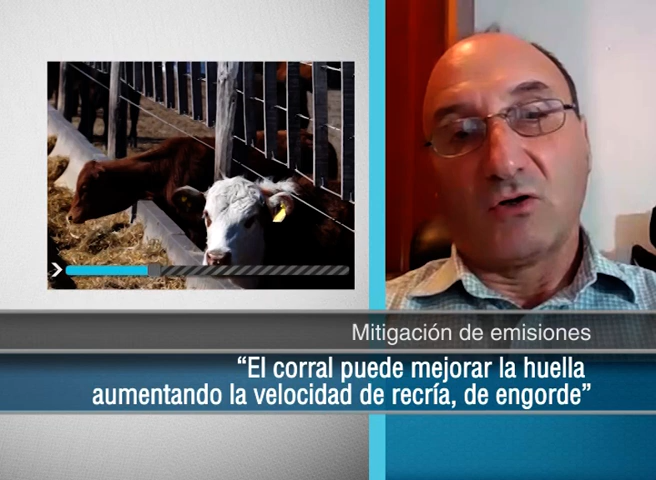 Mitigación de emisiones
“El corral puede mejorar la huella
aumentando la velocidad de recría, de engorde”